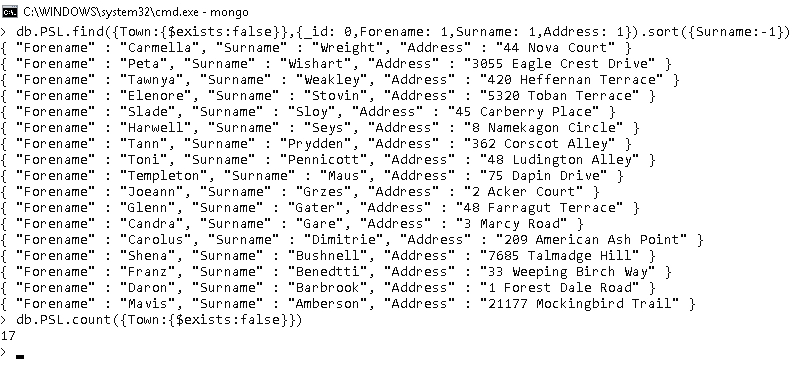 C:\WINDOWS\system32\cmd.exe - mongo
> db.PSL.find({Town:{$exists:false}},{_id: 0,Forename: 1,Surname: 1,Address: 1}).sort({Surname:-1})
{ "Forename" : "Carmella", "Surname" : "Wreight", "Address" : "44 Nova Court" }
{ "Forename" : "Peta", "Surname" : "Wishart", "Address" : "3055 Eagle Crest Drive" }
{ "Forename" : "Tawnya", "Surname" : "Weakley", "Address" : "420 Heffernan Terrace" }
{ "Forename" : "Elenore", "Surname" : "Stovin", "Address" : "5320 Toban Terrace" }
{ "Forename" : "Slade", "Surname" : "Sloy", "Address" : "45 Carberry Place" }
{ "Forename" : "Harwell", "Surname" : "Seys", "Address" : "8 Namekagon Circle" }
{ "Forename" : "Tann", "Surname" : "Prydden", "Address" : "362 Corscot Alley" }
{ "Forename" : "Toni", "Surname" : "Pennicott", "Address" : "48 Ludington Alley" }
{ "Forename" : "Templeton", "Surname" : "Maus", "Address" : "75 Dapin Drive" }
{ "Forename" : "Joeann", "Surname" : "Grzes", "Address" : "2 Acker Court" }
{ "Forename" : "Glenn", "Surname" : "Gater", "Address" : "48 Farragut Terrace" }
{ "Forename" : "Candra", "Surname" : "Gare", "Address" : "3 Marcy Road" }
{ "Forename" : "Carolus", "Surname" : "Dimitrie", "Address" : "209 American Ash Point" }
{ "Forename" : "Shena", "Surname" : "Bushnell", "Address" : "7685 Talmadge Hill" }
{ "Forename" : "Franz", "Surname" : "Benedtti", "Address" : "33 Weeping Birch Way" }
{ "Forename" : "Daron", "Surname" : "Barbrook", "Address" : "1 Forest Dale Road" }
{ "Forename" : "Mavis", "Surname" : "Amberson", "Address" : "21177 Mockingbird Trail" }
> db.PSL.count({Town:{$exists:false}})
17
>